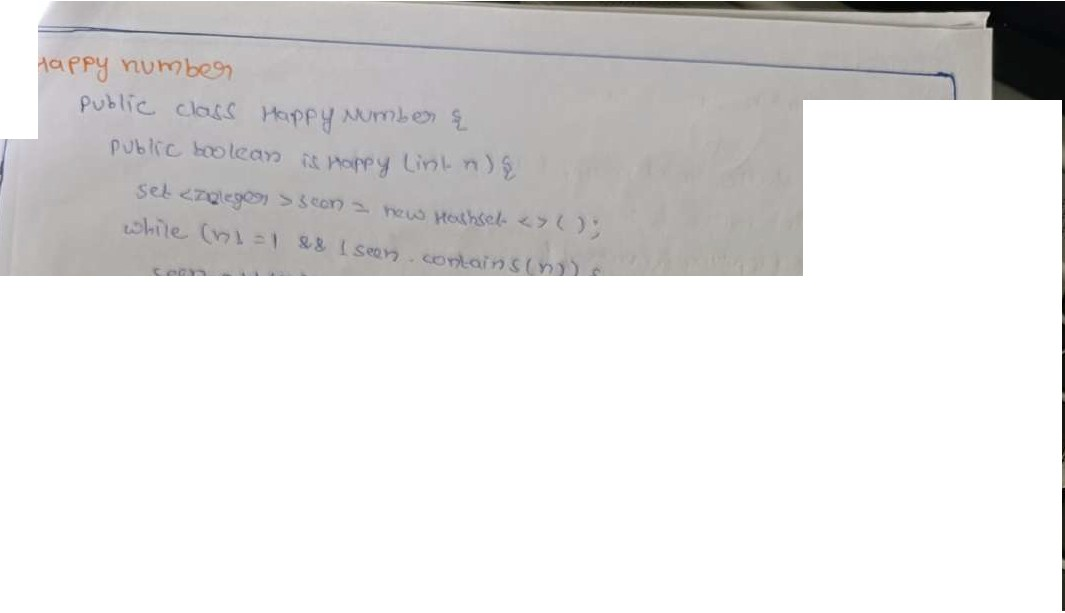 Happy number
public class Happy Number {
public boolean is Happy (int n) {
set <Integer> seen = new Hashset <> ();
while (n! = 1 && ! seen . contains(n)) {
seen